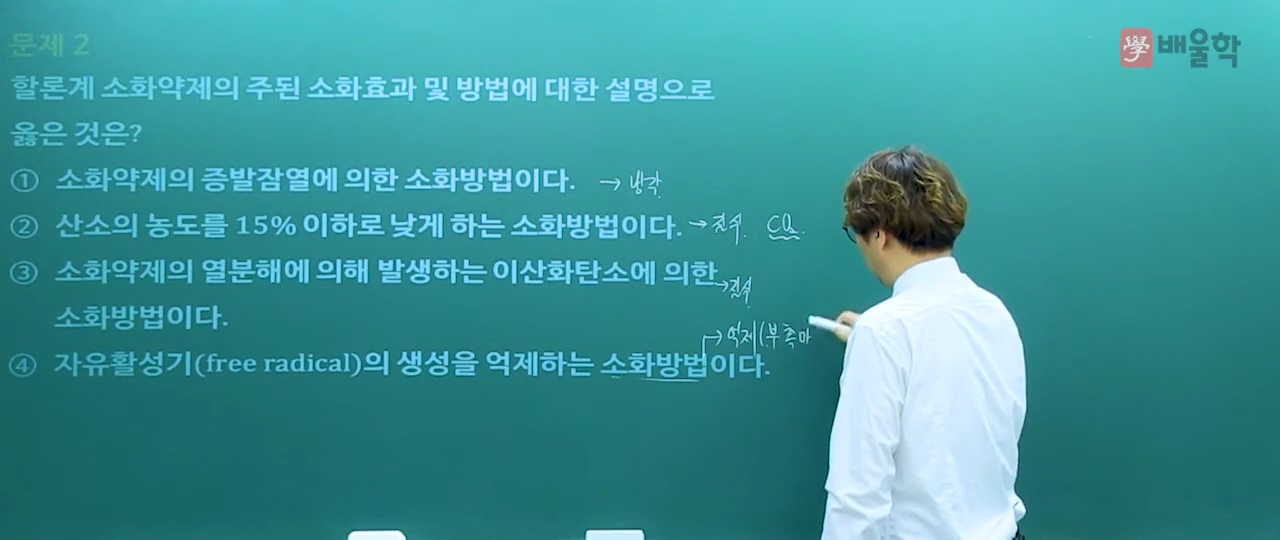 學 배울학
문제 2
할론계 소화약제의 주된 소화효과 및 방법에 대한 설명으로
옳은 것은?
① 소화약제의 증발잠열에 의한 소화방법이다. → 냉각.
② 산소의 농도를 15% 이하로 낮게 하는 소화방법이다. → 질식. CO₂.
③ 소화약제의 열분해에 의해 발생하는 이산화탄소에 의한 → 질식
소화방법이다.
→ 억제(부촉매
④ 자유활성기(free radical)의 생성을 억제하는 소화방법이다.